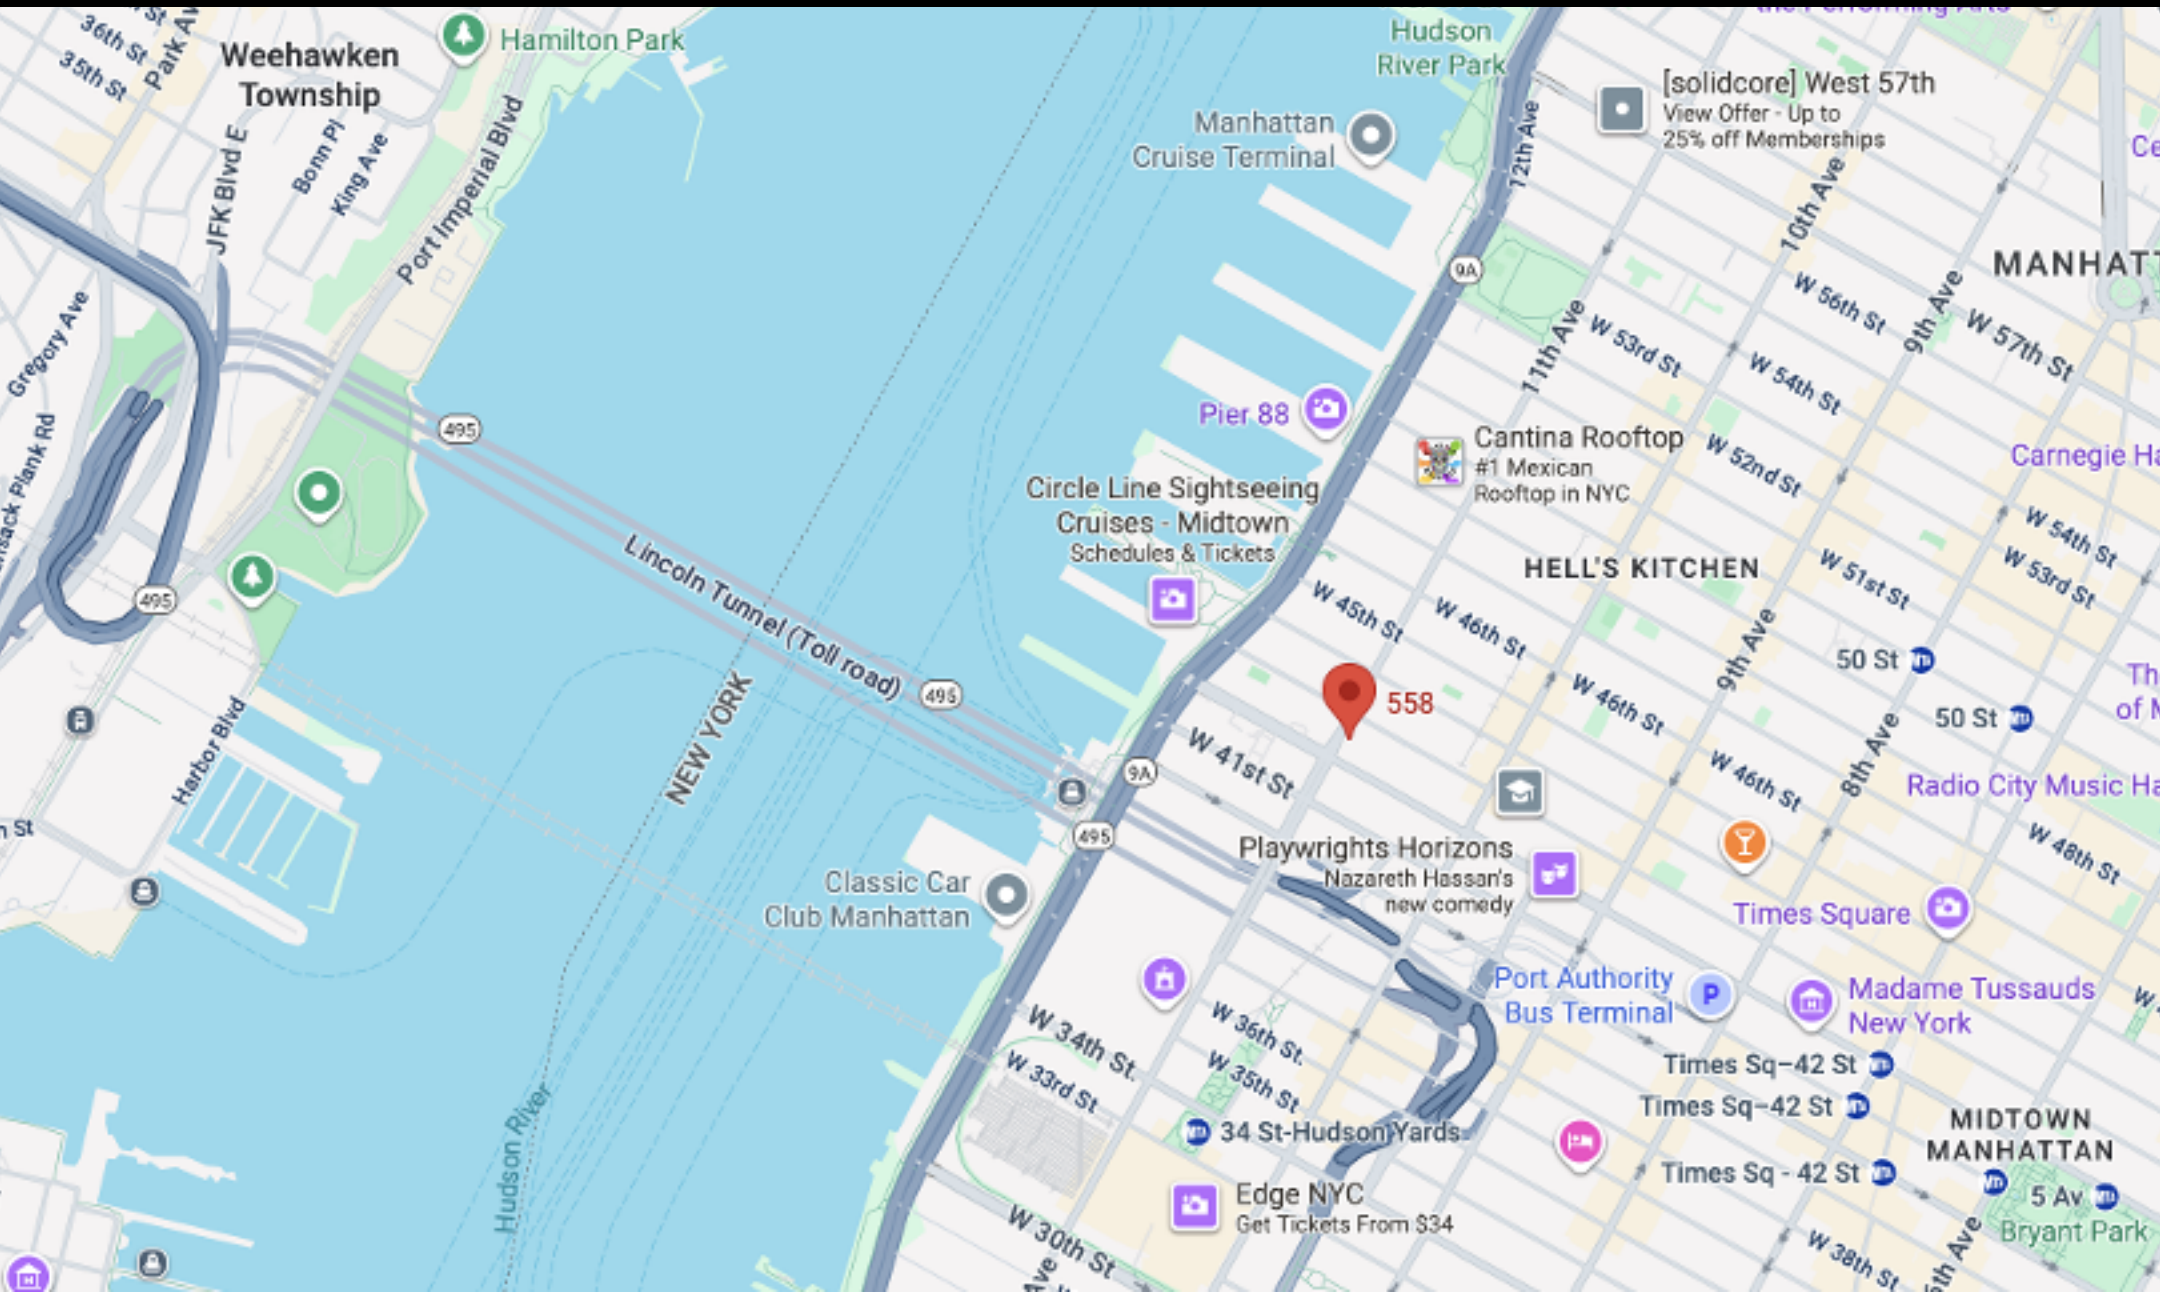 36th St
35th St
Park Av
Weehawken
Township
Hamilton Park
JFK Blvd E
Bonn Pl
King Ave
Port Imperial Blvd
Hudson
River Park
Manhattan
Cruise Terminal
12th Ave
[solidcore] West 57th
View Offer - Up to
25% off Memberships
10th Ave
9A
MANHATT
W 56th St
9th Ave
W 57th St
11th Ave
W 53rd St
W 54th St
Gregory Ave
Pier 88
Cantina Rooftop
#1 Mexican
Rooftop in NYC
W 52nd St
Carnegie Ha
495
Circle Line Sightseeing
Cruises - Midtown
Schedules & Tickets
W 54th St
W 53rd St
W 51st St
HELL'S KITCHEN
Lincoln Tunnel (Toll road)
495
W 45th St
W 46th St
9th Ave
50 St
Th
of M
495
W 46th St
558
50 St
NEW YORK
Harbor Blvd
W 41st St
9A
W 46th St
8th Ave
Radio City Music Ha
495
W 48th St
Playwrights Horizons
Nazareth Hassan's
new comedy
Classic Car
Club Manhattan
Times Square
Port Authority
Bus Terminal
P
Madame Tussauds
New York
W 34th St.
W 33rd St
W 36th St.
W 35th St
Times Sq–42 St
Times Sq–42 St
Hudson River
34 St-Hudson Yards
MIDTOWN
MANHATTAN
Times Sq - 42 St
5 Av
Bryant Park
Edge NYC
Get Tickets From $34
W 30th St
Ave
W 38th St